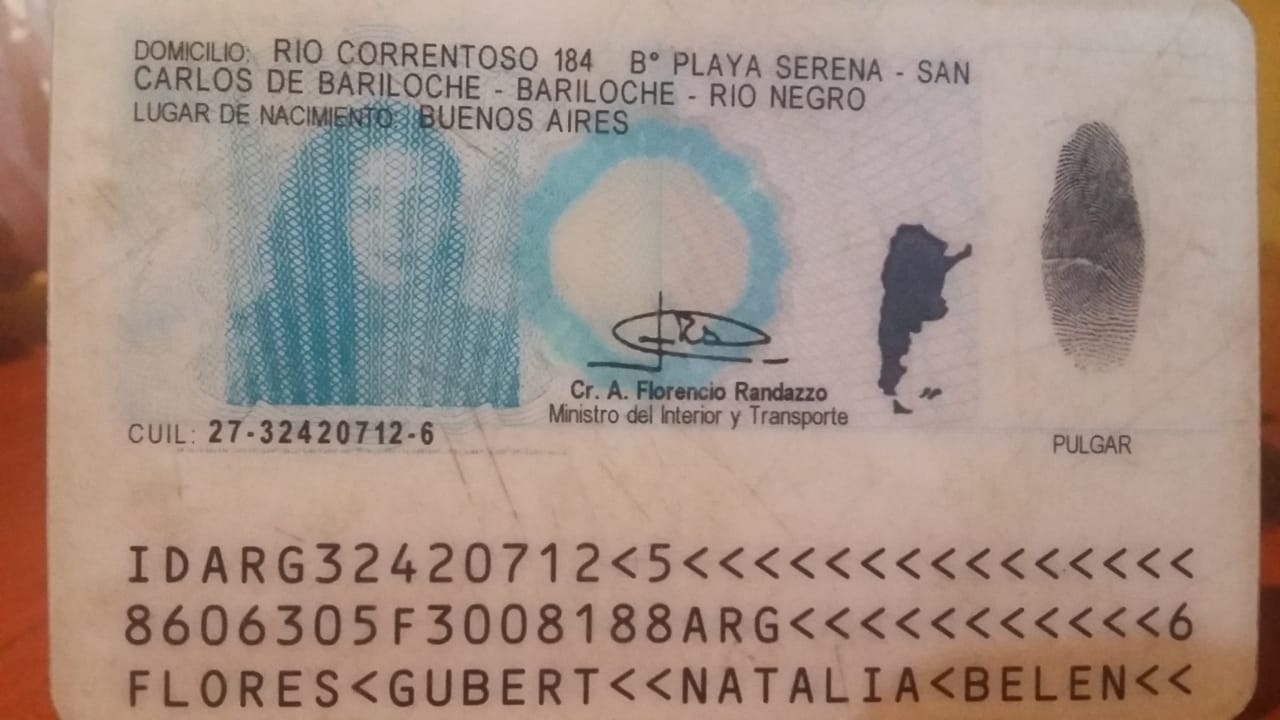 DOMICILIO: RIO CORRENTOSO 184 B° PLAYA SERENA - SAN
CARLOS DE BARILOCHE - BARILOCHE - RIO NEGRO
LUGAR DE NACIMIENTO: BUENOS AIRES
Cr. A. Florencio Randazzo
Ministro del Interior y Transporte
CUIL: 27-32420712-6
PULGAR
IDARG32420712<5<<<<<<<<<<<<<<<
8606305F3008188ARG<<<<<<<<<<<6
FLORES<GUBERT<<NATALIA<BELEN<<